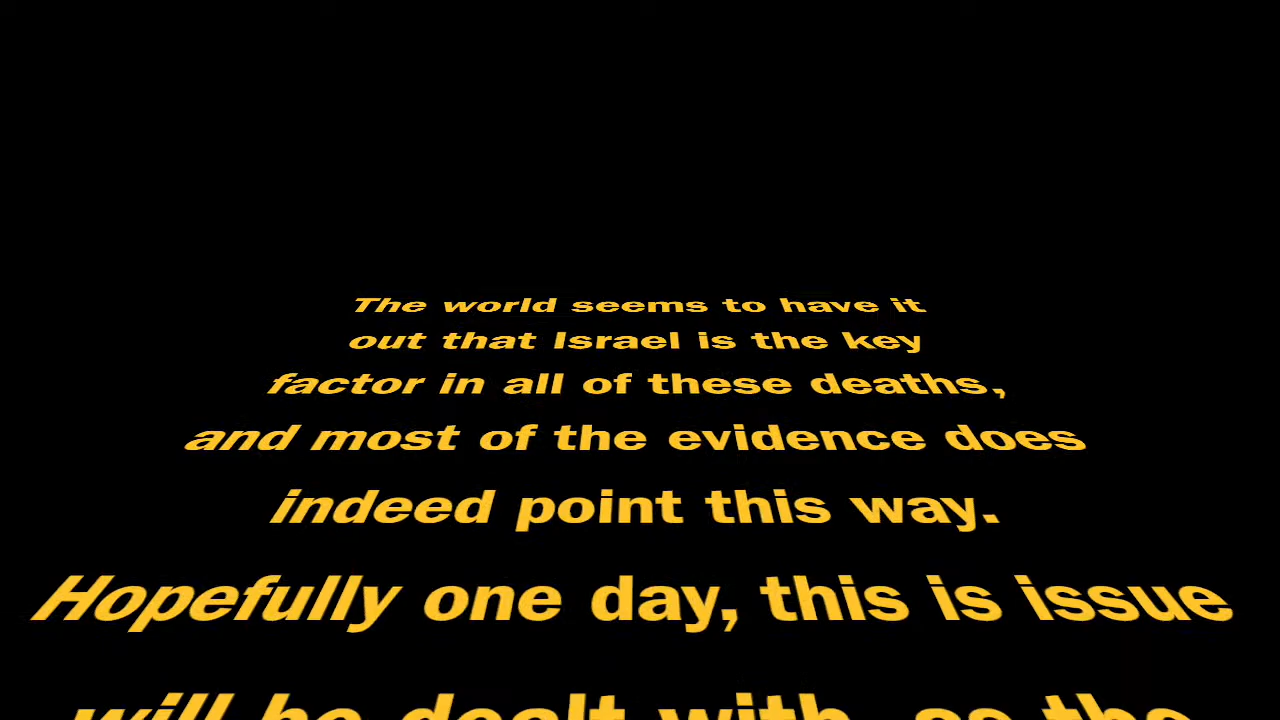 The world seems to have it
out that Israel is the key
factor in all of these deaths,
and most of the evidence does
indeed point this way.
Hopefully one day, this is issue
will be dealt with, as the